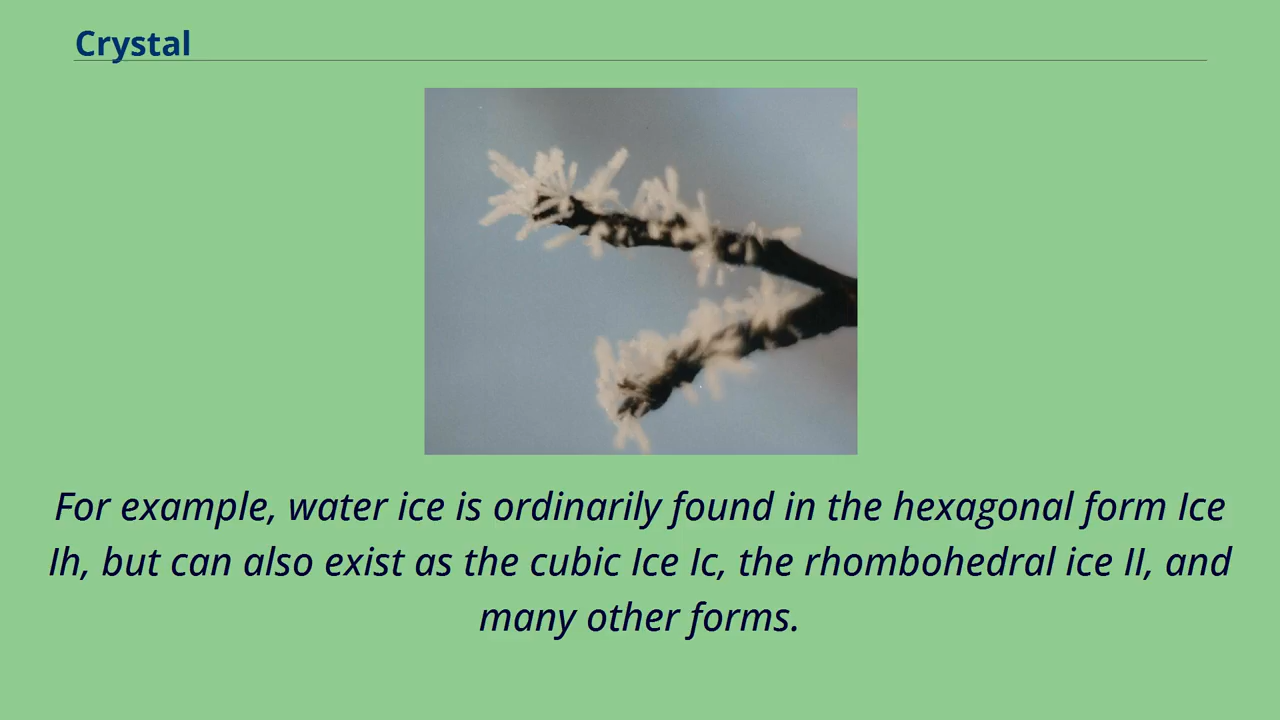 Crystal
For example, water ice is ordinarily found in the hexagonal form Ice
Ih, but can also exist as the cubic Ice Ic, the rhombohedral ice II, and
many other forms.